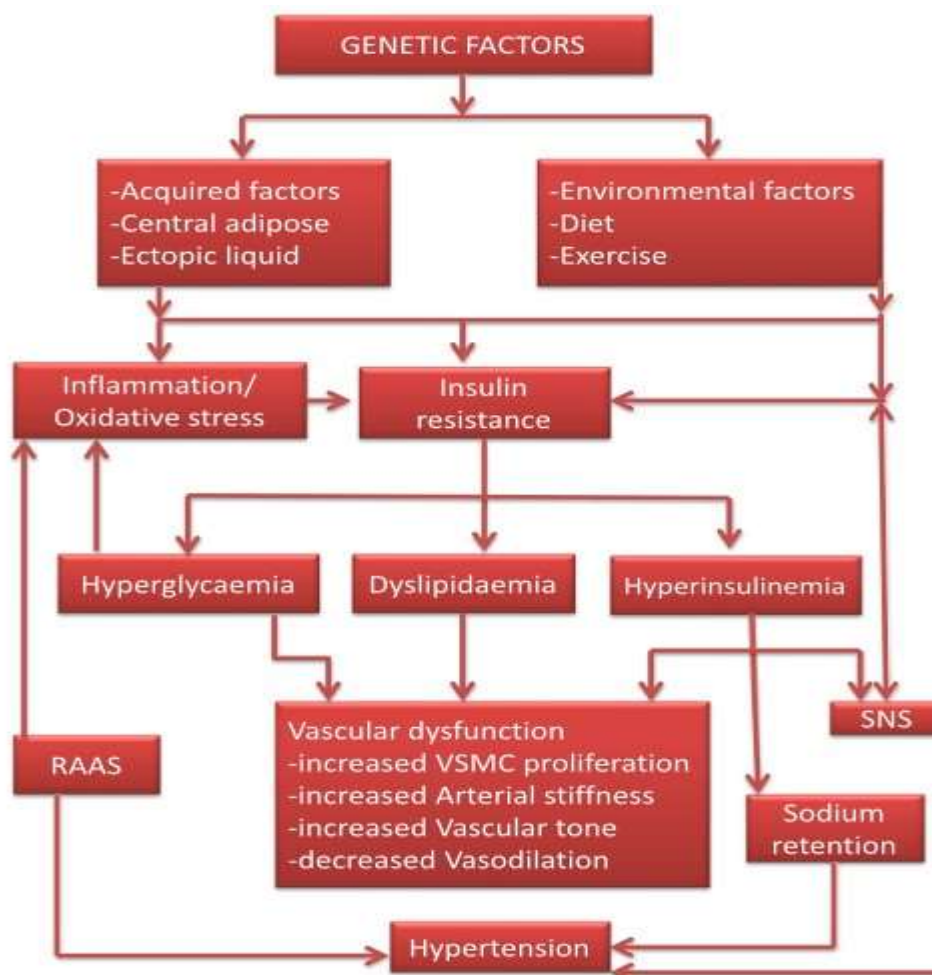 GENETIC FACTORS
-Acquired factors
-Central adipose
-Ectopic liquid
-Environmental factors
-Diet
-Exercise
Inflammation/
Oxidative stress
Insulin
resistance
Hyperglycaemia
Dyslipidaemia
Hyperinsulinemia
Vascular dysfunction
-increased VSMC proliferation
-increased Arterial stiffness
-increased Vascular tone
-decreased Vasodilation
SNS
RAAS
Sodium
retention
Hypertension